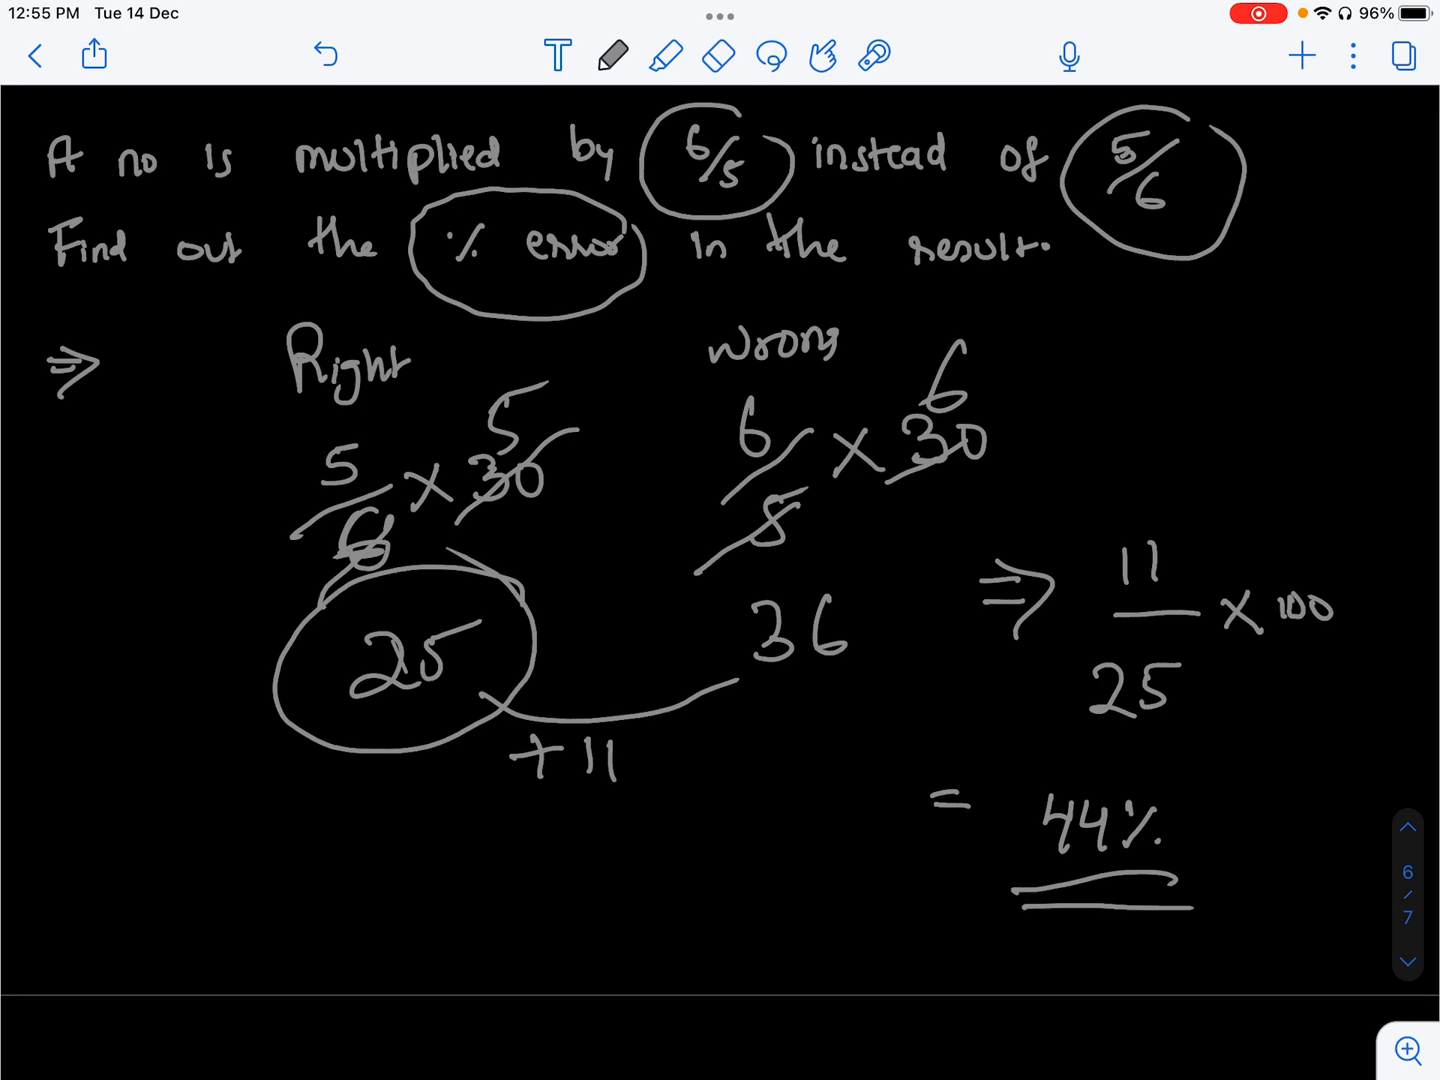 12:55 PM Tue 14 Dec 96%
T
A no is multiplied by 6/5 instead of 5/6
Find out the % error in the result.
⇒ Right Wrong
5/6 × 30 5
6/5 × 30 6
25 36
+11
⇒ 11/25 × 100
= 44%
6
/
7